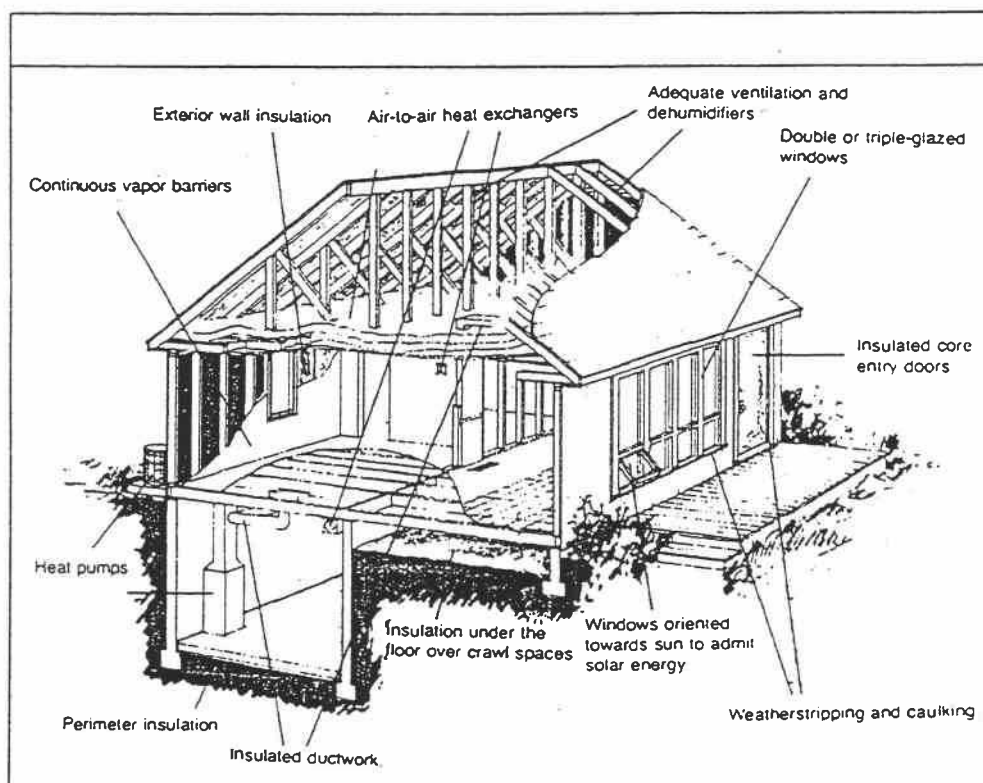 Exterior wall insulation
Air-to-air heat exchangers
Adequate ventilation and
dehumidifiers
Double or triple-glazed
windows
Continuous vapor barriers
Insulated core
entry doors
Heat pumps
Insulation under the
floor over crawl spaces
Windows oriented
towards sun to admit
solar energy
Perimeter insulation
Insulated ductwork
Weatherstripping and caulking